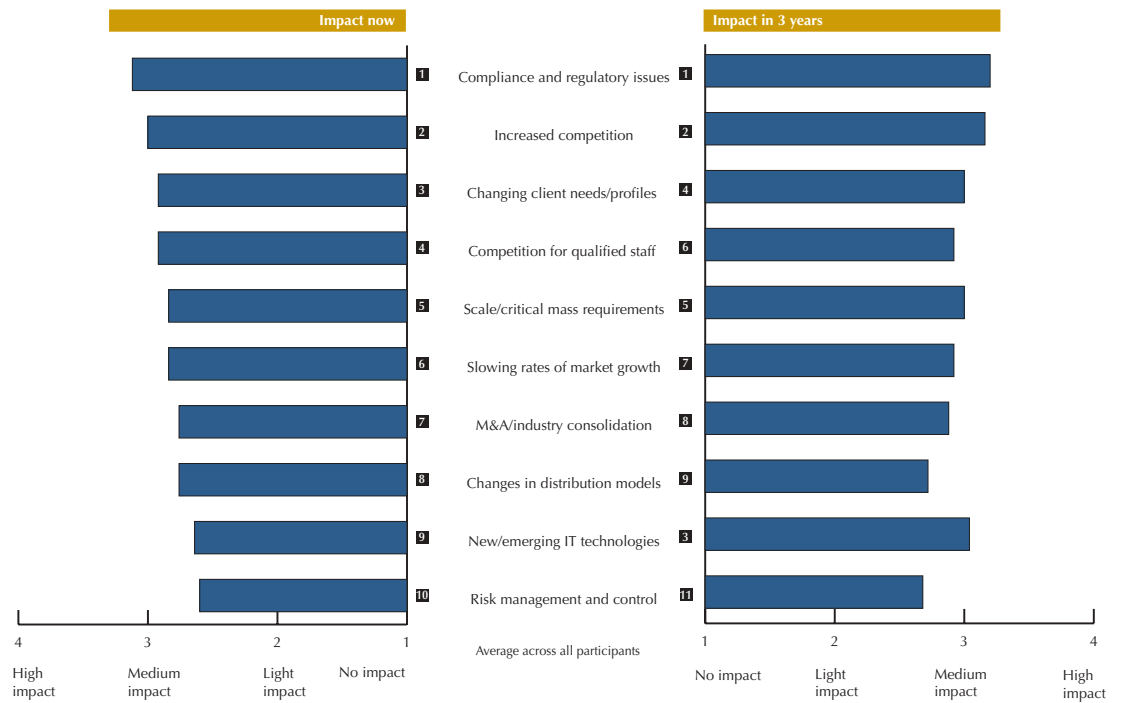 Impact now
Impact in 3 years
1 Compliance and regulatory issues 1
2 Increased competition 2
3 Changing client needs/profiles 4
4 Competition for qualified staff 6
5 Scale/critical mass requirements 5
6 Slowing rates of market growth 7
7 M&A/industry consolidation 8
8 Changes in distribution models 9
9 New/emerging IT technologies 3
10 Risk management and control 11
4 3 2 1
High impact
Medium impact
Light impact
No impact
Average across all participants
1 2 3 4
No impact
Light impact
Medium impact
High impact